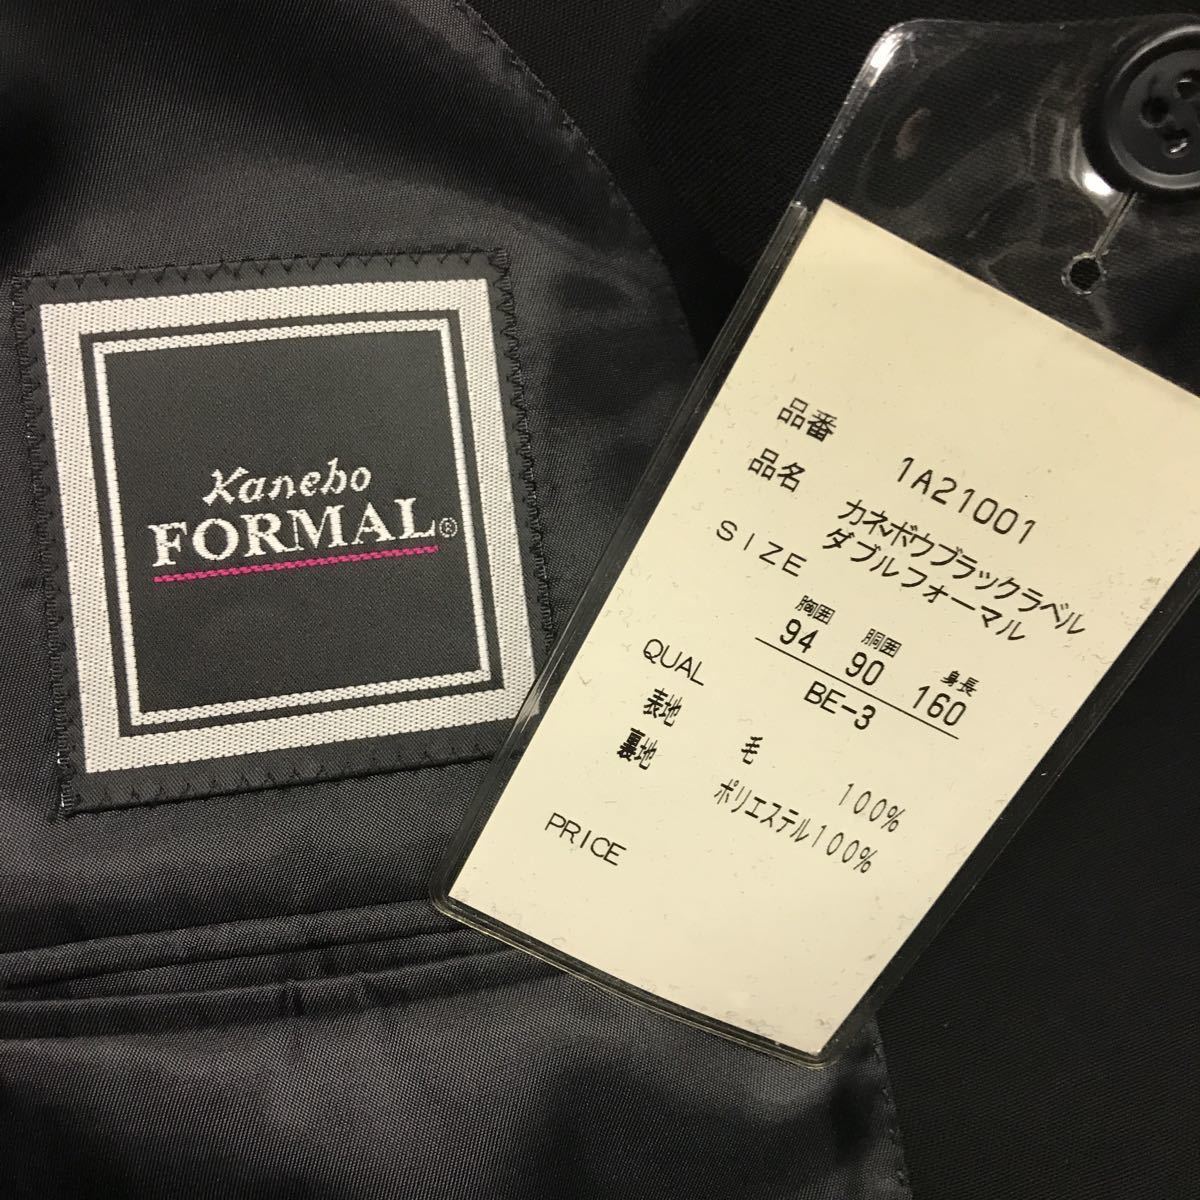 Kanebo
FORMAL®
品番 1A21001
品名 カネボウブラックラベル
ダブルフォーマル
SIZE
胸囲 胴囲 身長
94 90 160
BE-3
QUAL
表地 毛 100%
裏地 ポリエステル100%
PRICE